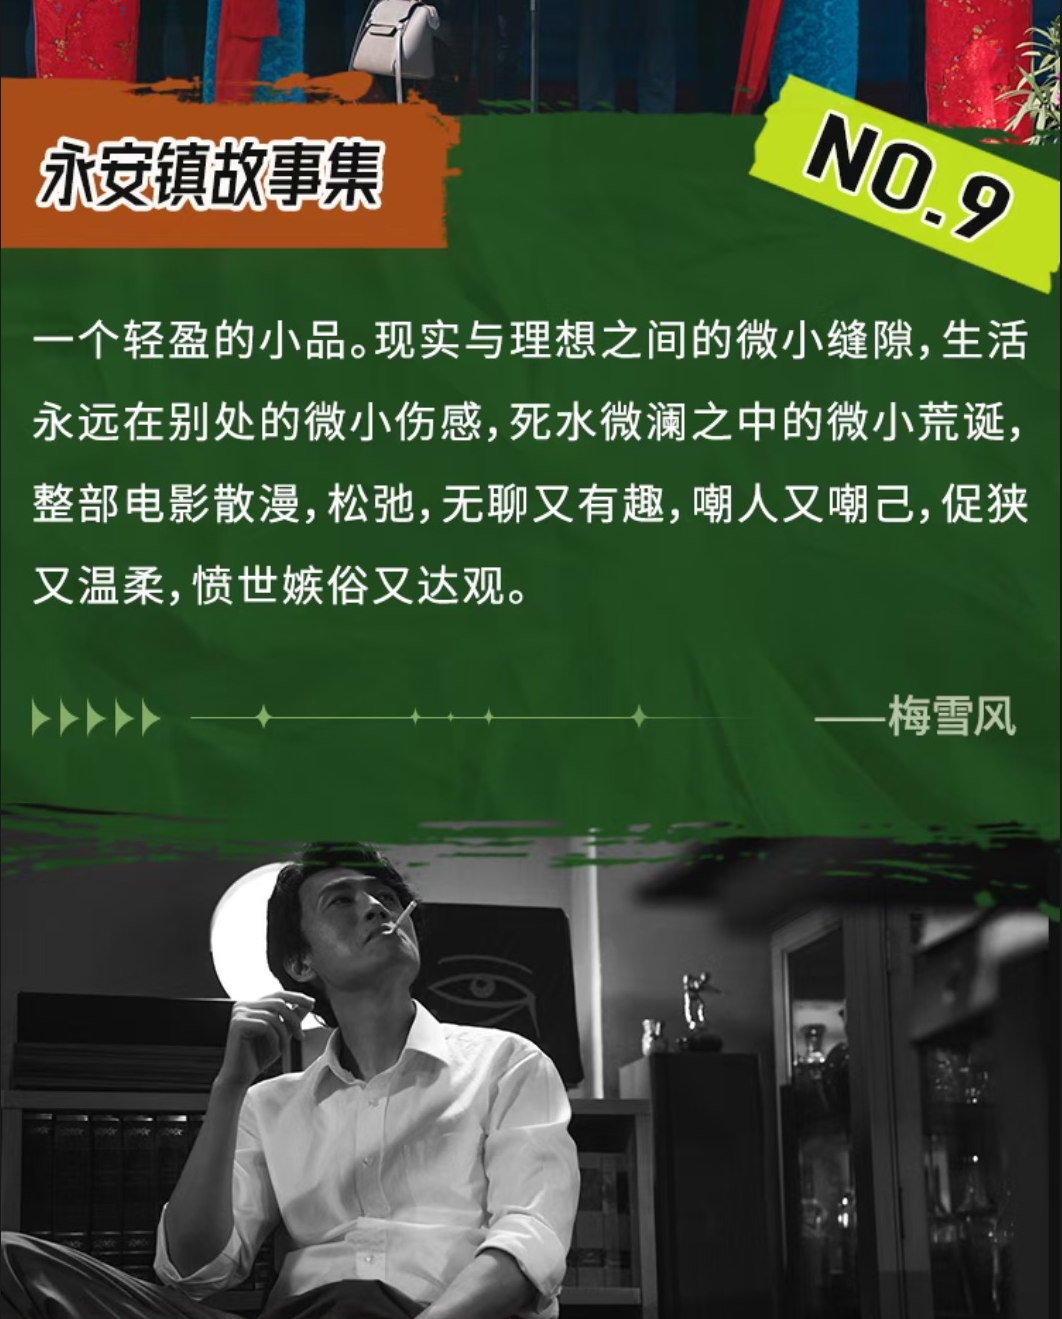 永安镇故事集
NO.9
一个轻盈的小品。现实与理想之间的微小缝隙，生活
永远在别处的微小伤感，死水微澜之中的微小荒诞，
整部电影散漫，松弛，无聊又有趣，嘲人又嘲己，促狭
又温柔，愤世嫉俗又达观。
——梅雪风